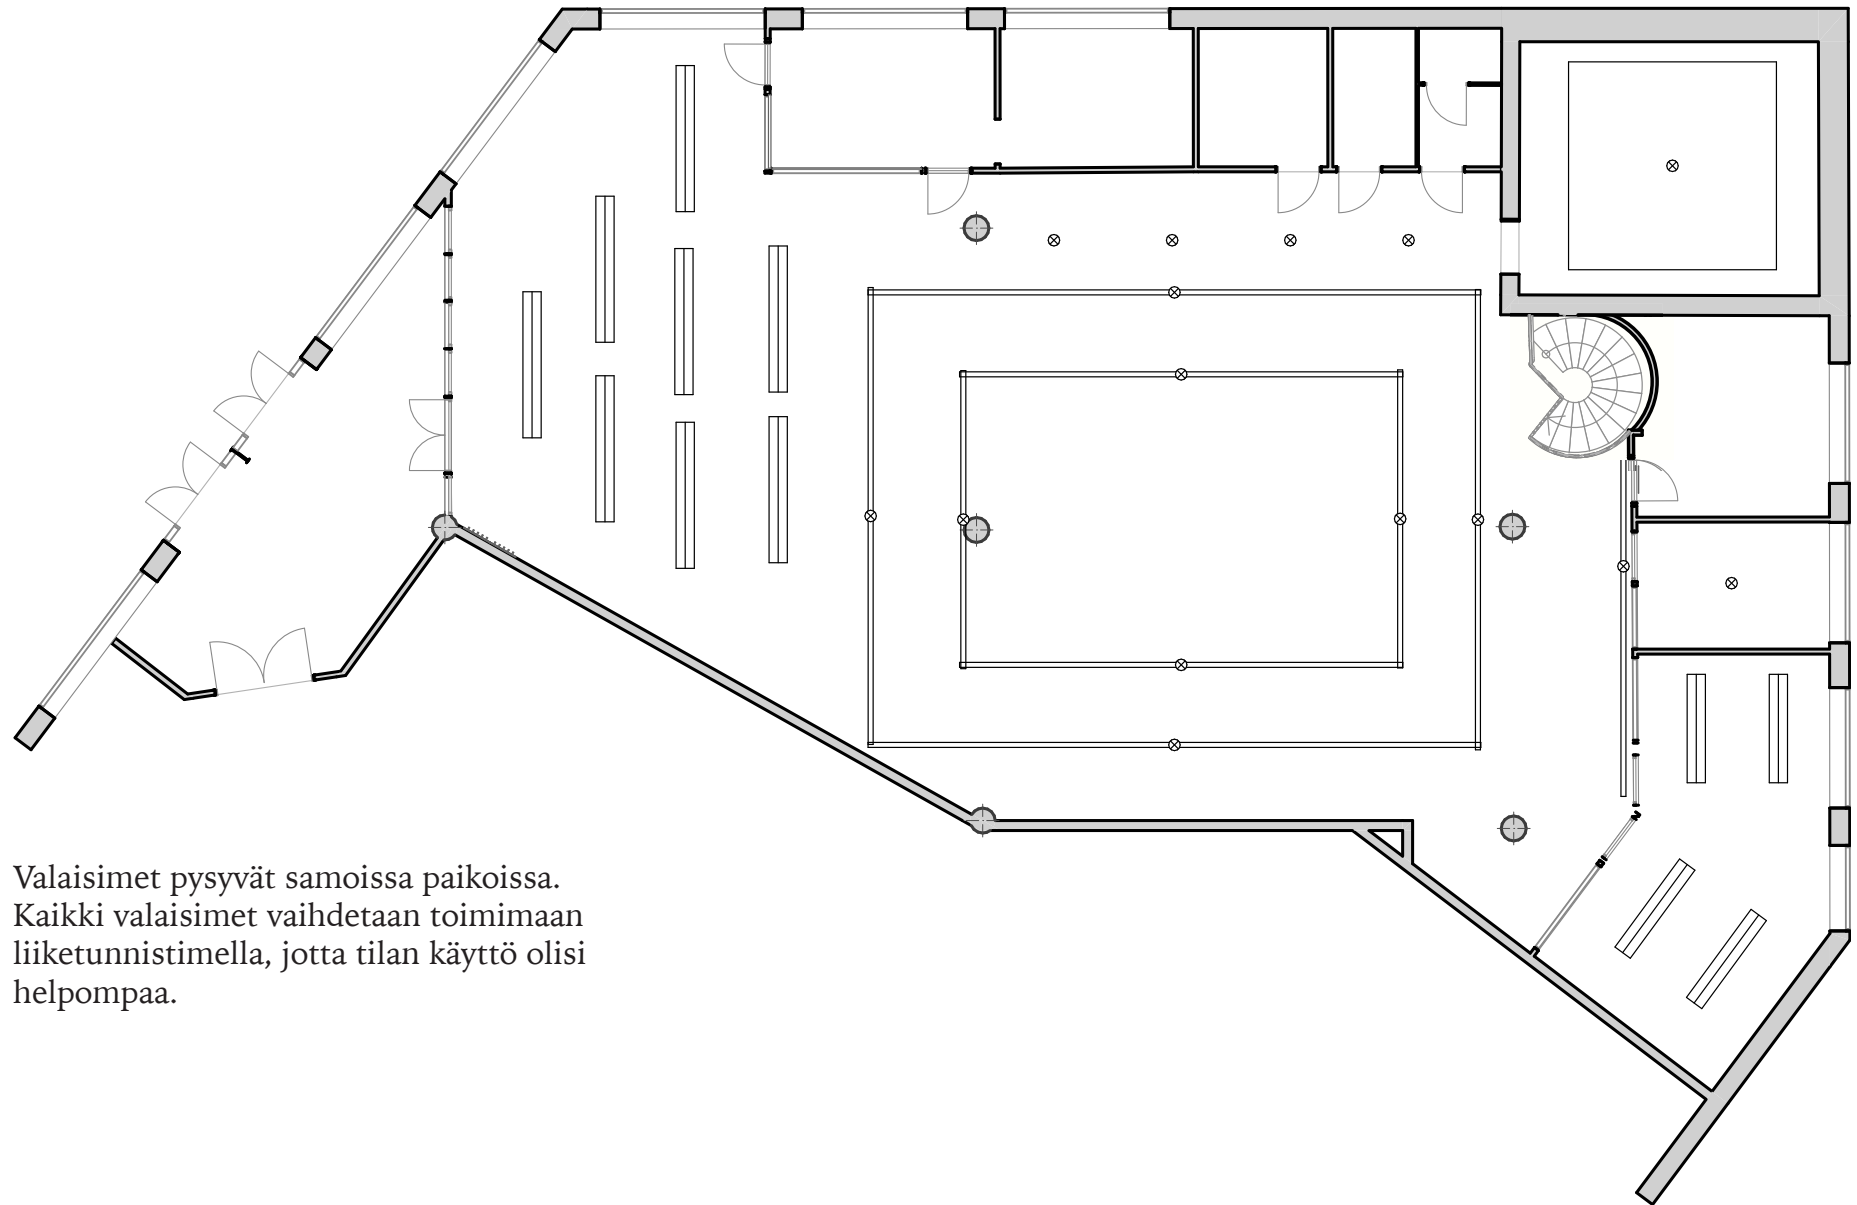 Valaisimet pysyvät samoissa paikoissa.
Kaikki valaisimet vaihdetaan toimimaan
liiketunnistimella, jotta tilan käyttö olisi
helpompaa.